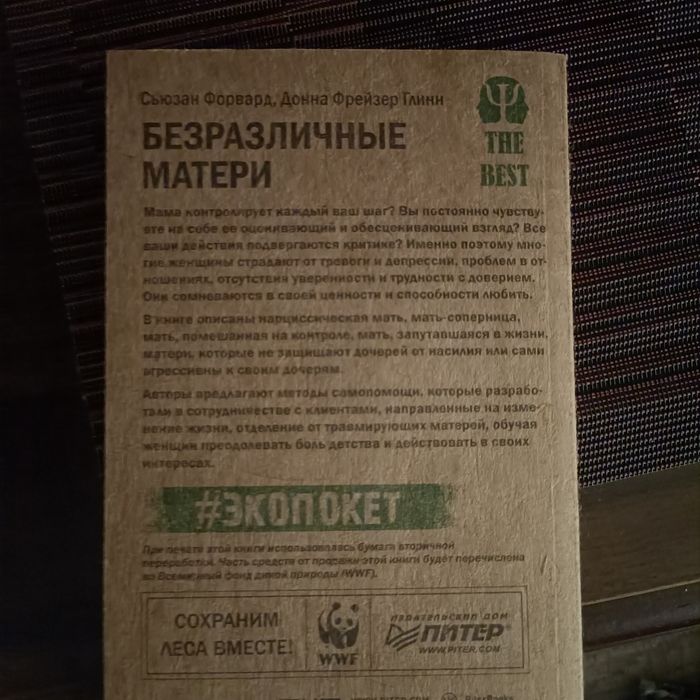 Сьюзан Форвард, Донна Фрейзер Глинн
БЕЗРАЗЛИЧНЫЕ
МАТЕРИ
Ψ
THE
BEST
Мама контролирует каждый ваш шаг? Вы постоянно чувству-
ете на себе ее оценивающий и обесценивающий взгляд? Все
ваши действия подвергаются критике? Именно поэтому мно-
гие женщины страдают от тревоги и депрессии, проблем в от-
ношениях, отсутствия уверенности и трудности с доверием.
Они сомневаются в своей ценности и способности любить.
В книге описаны нарциссическая мать, мать-соперница,
мать, помешанная на контроле, мать, запутавшаяся в жизни,
матери, которые не защищают дочерей от насилия или сами
агрессивны к своим дочерям.
Авторы предлагают методы самопомощи, которые разрабо-
тали в сотрудничестве с клиентами, направленные на изме-
нение жизни, отделение от травмирующих матерей, обучая
женщин преодолевать боль детства и действовать в своих
интересах.
#ЭКОПОКЕТ
При печати этой книги использовалась бумага вторичной
переработки. Часть средств от продажи этой книги будет перечислена
во Всемирный фонд дикой природы (WWF).
СОХРАНИМ
ЛЕСА ВМЕСТЕ!
WWF
ИЗДАТЕЛЬСКИЙ ДОМ
ПИТЕР
WWW.PITER.COM
WWW.PITER.COM